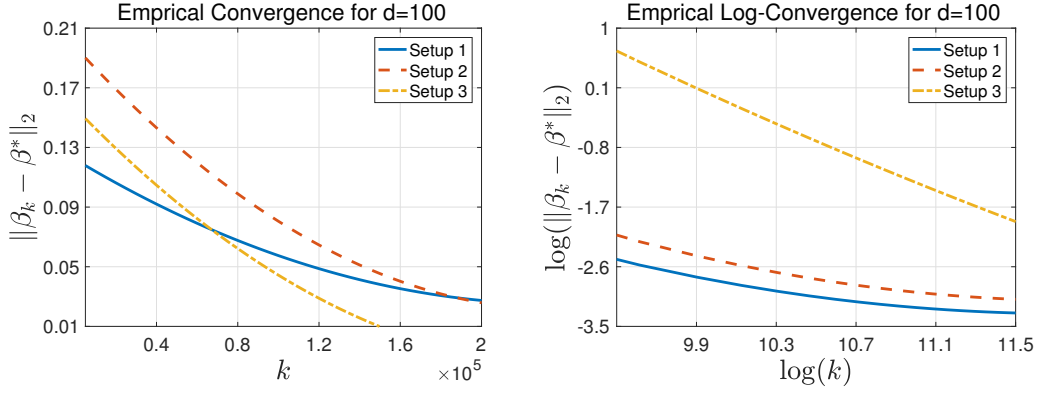 Emprical Convergence for d=100
||β_k − β*||_2
0.21
0.17
0.13
0.09
0.05
0.01
0.4
0.8
1.2
1.6
2
×10^5
k
Setup 1
Setup 2
Setup 3
Emprical Log-Convergence for d=100
log(||β_k − β*||_2)
1
0.1
-0.8
-1.7
-2.6
-3.5
9.9
10.3
10.7
11.1
11.5
log(k)
Setup 1
Setup 2
Setup 3